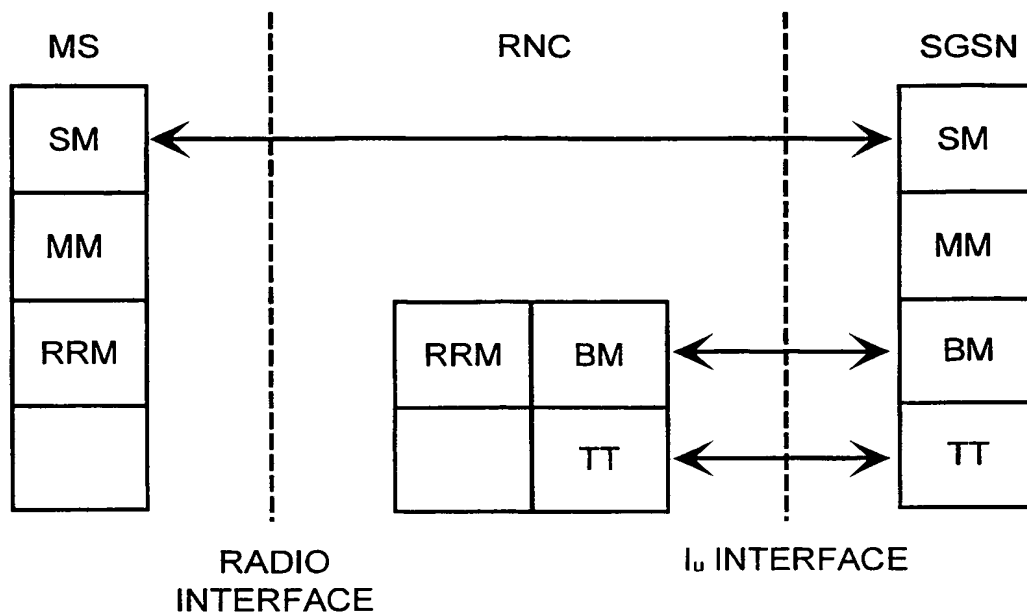 MS RNC SGSN
SM SM
MM MM
RRM RRM BM BM
TT TT
RADIO
INTERFACE
Iu INTERFACE